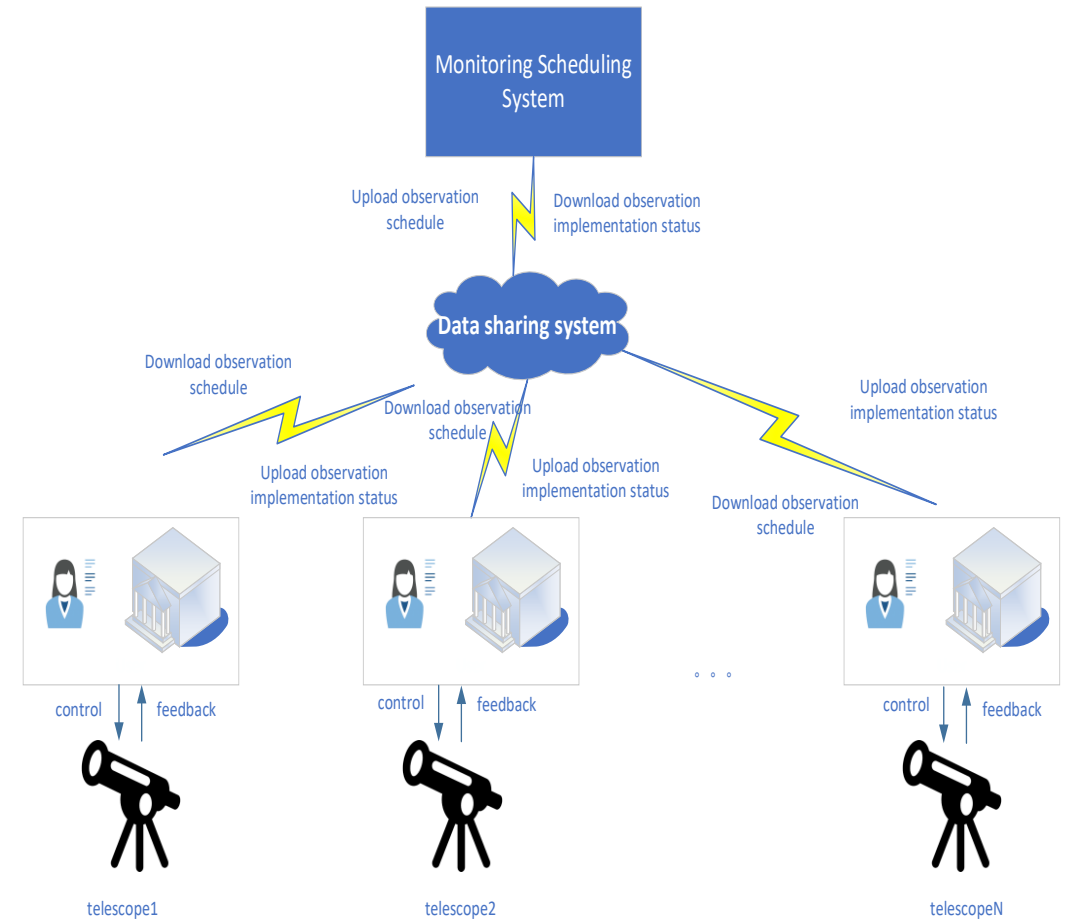 Monitoring Scheduling
System
Upload observation
schedule
Download observation
implementation status
Data sharing system
Download observation
schedule
Upload observation
implementation status
Download observation
schedule
Upload observation
implementation status
Upload observation
implementation status
Download observation
schedule
control
feedback
control
feedback
control
feedback
telescope1
telescope2
telescopeN